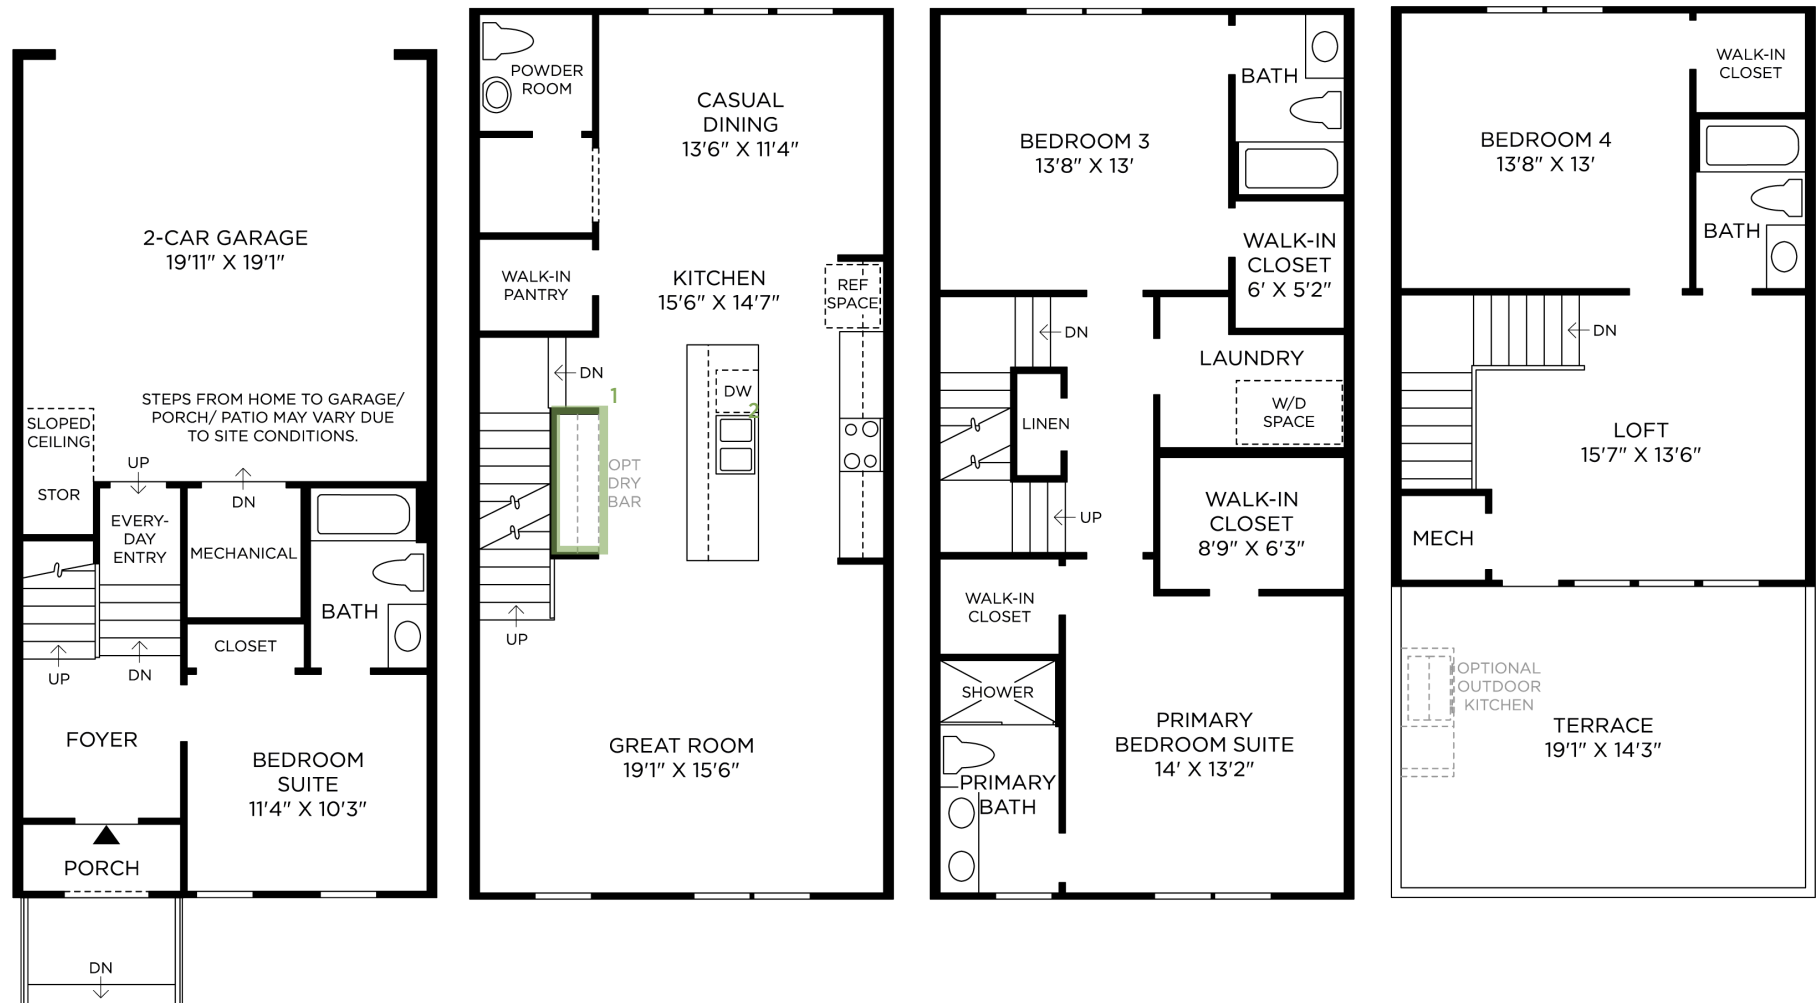 2-CAR GARAGE
19'11" X 19'1"
STEPS FROM HOME TO GARAGE/
PORCH/ PATIO MAY VARY DUE
TO SITE CONDITIONS.
SLOPED
CEILING
STOR
UP
DN
EVERY-
DAY
ENTRY
MECHANICAL
BATH
CLOSET
UP
DN
FOYER
BEDROOM
SUITE
11'4" X 10'3"
PORCH
DN
POWDER
ROOM
CASUAL
DINING
13'6" X 11'4"
WALK-IN
PANTRY
KITCHEN
15'6" X 14'7"
REF
SPACE
DN
1
DW
2
OPT
DRY
BAR
UP
GREAT ROOM
19'1" X 15'6"
BEDROOM 3
13'8" X 13'
BATH
WALK-IN
CLOSET
6' X 5'2"
DN
LAUNDRY
W/D
SPACE
LINEN
UP
WALK-IN
CLOSET
8'9" X 6'3"
WALK-IN
CLOSET
SHOWER
PRIMARY
BATH
PRIMARY
BEDROOM SUITE
14' X 13'2"
BEDROOM 4
13'8" X 13'
WALK-IN
CLOSET
BATH
DN
LOFT
15'7" X 13'6"
MECH
OPTIONAL
OUTDOOR
KITCHEN
TERRACE
19'1" X 14'3"